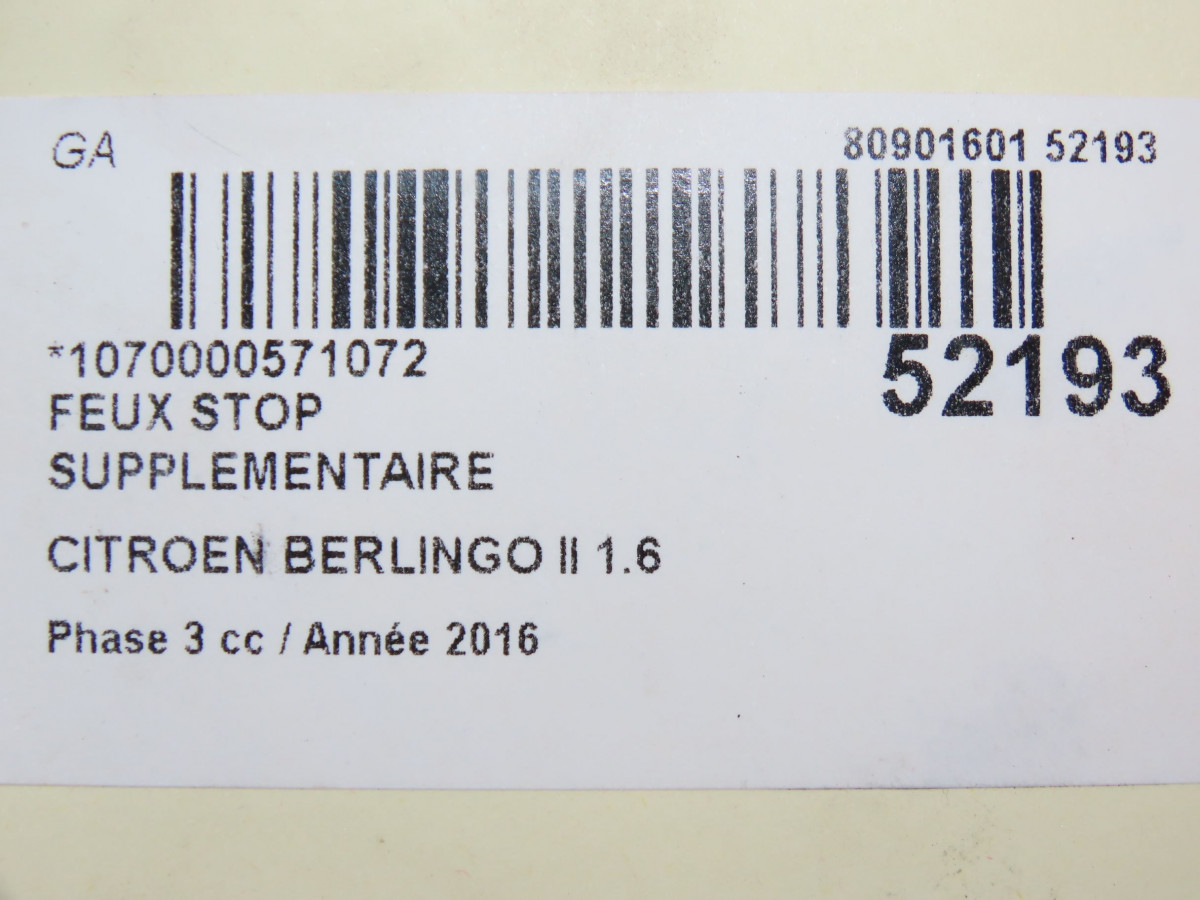 GA
80901601 52193
*1070000571072
52193
FEUX STOP
SUPPLEMENTAIRE
CITROEN BERLINGO II 1.6
Phase 3 cc / Année 2016